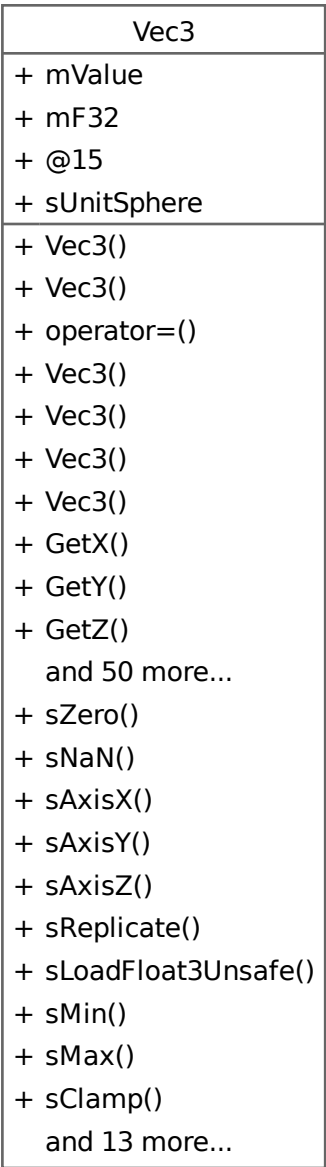 Vec3
+ mValue
+ mF32
+ @15
+ sUnitSphere
+ Vec3()
+ Vec3()
+ operator=()
+ Vec3()
+ Vec3()
+ Vec3()
+ Vec3()
+ GetX()
+ GetY()
+ GetZ()
and 50 more...
+ sZero()
+ sNaN()
+ sAxisX()
+ sAxisY()
+ sAxisZ()
+ sReplicate()
+ sLoadFloat3Unsafe()
+ sMin()
+ sMax()
+ sClamp()
and 13 more...